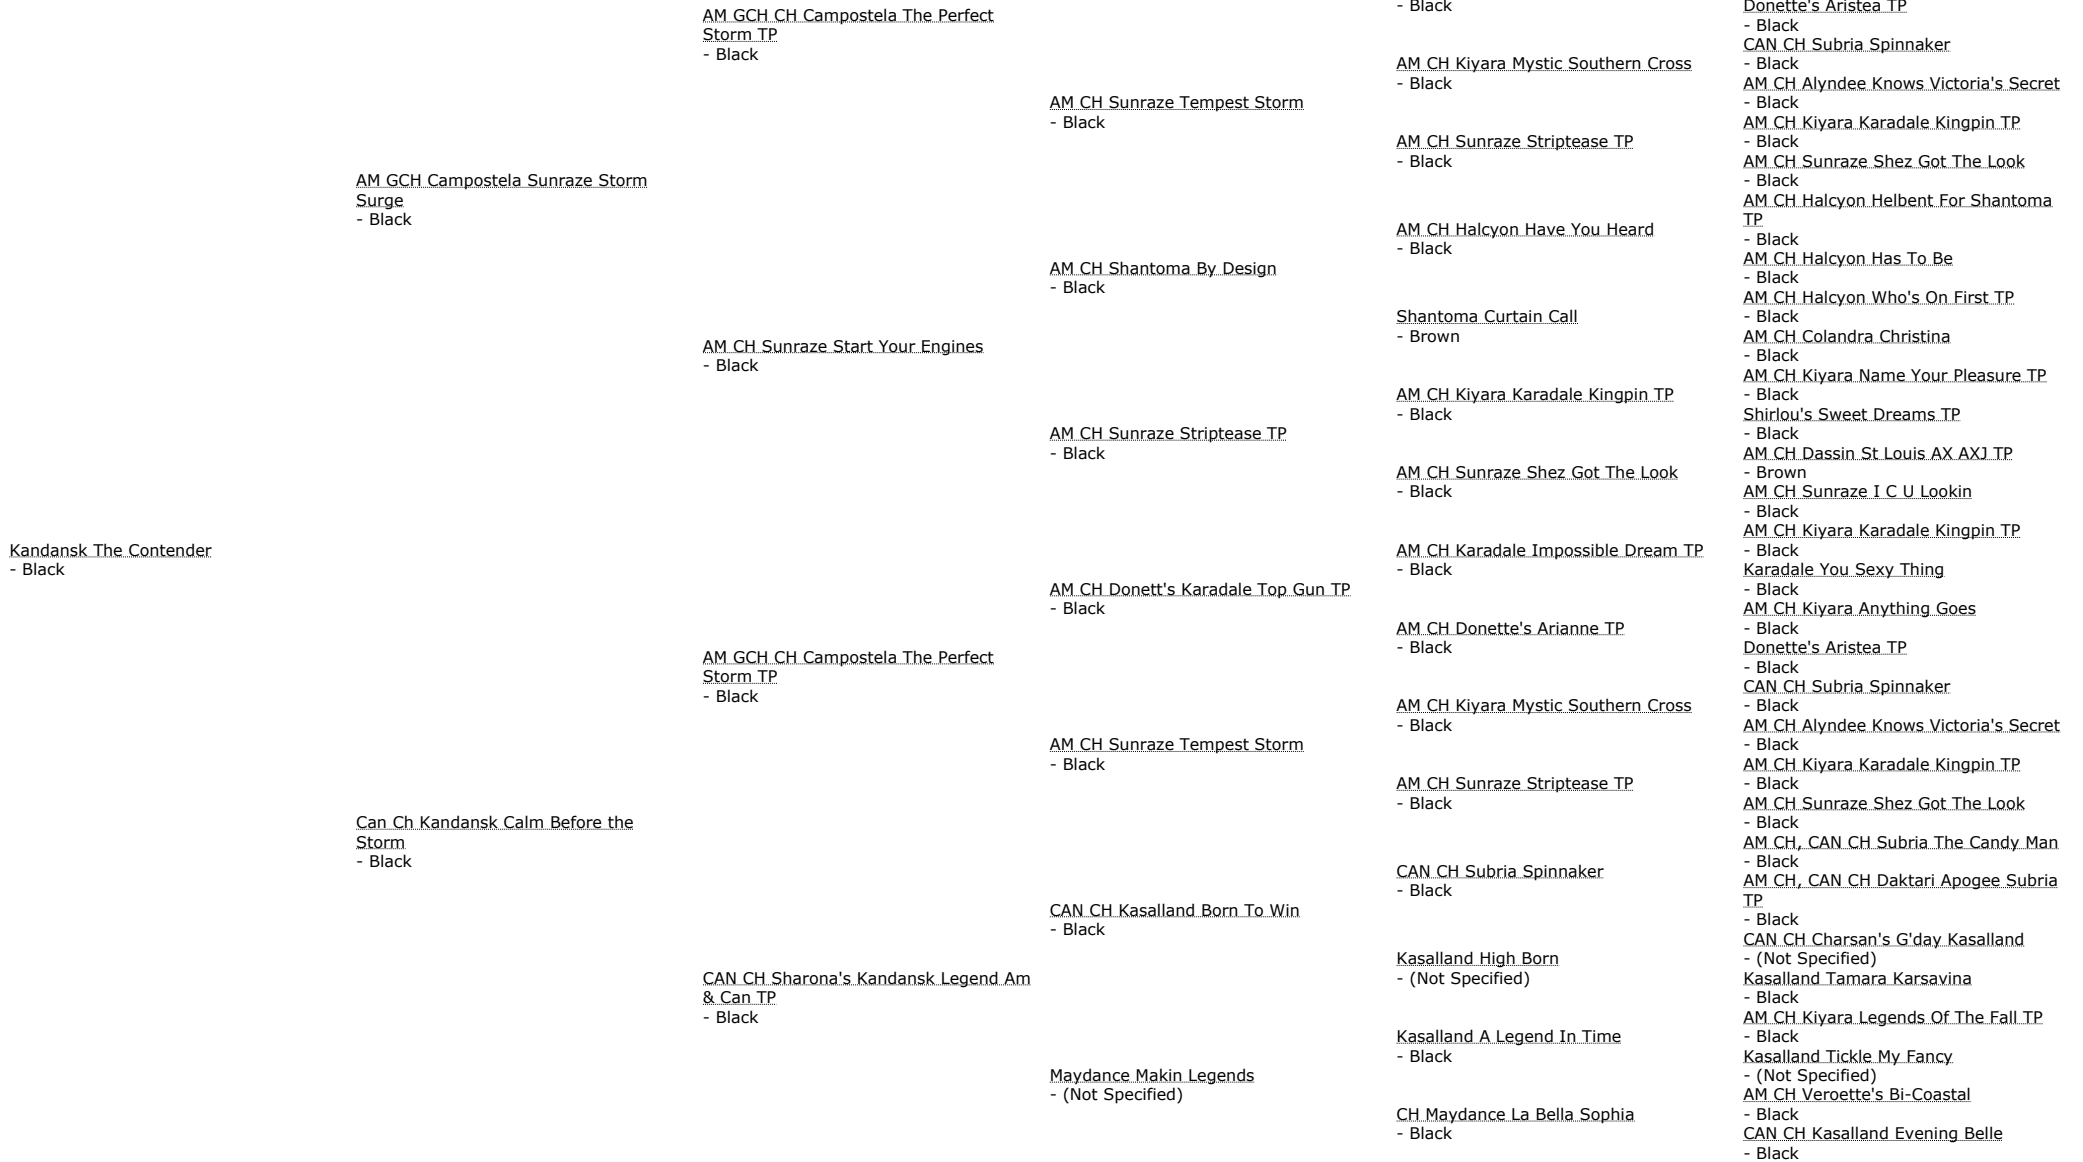 Kandansk The Contender
- Black
AM GCH Campostela Sunraze Storm
Surge
- Black
Can Ch Kandansk Calm Before the
Storm
- Black
AM GCH CH Campostela The Perfect
Storm TP
- Black
AM CH Sunraze Start Your Engines
- Black
AM GCH CH Campostela The Perfect
Storm TP
- Black
CAN CH Sharona's Kandansk Legend Am
& Can TP
- Black
AM CH Sunraze Tempest Storm
- Black
AM CH Shantoma By Design
- Black
AM CH Sunraze Striptease TP
- Black
AM CH Donett's Karadale Top Gun TP
- Black
AM CH Sunraze Tempest Storm
- Black
CAN CH Kasalland Born To Win
- Black
Maydance Makin Legends
- (Not Specified)
- Black
AM CH Kiyara Mystic Southern Cross
- Black
AM CH Sunraze Striptease TP
- Black
AM CH Halcyon Have You Heard
- Black
Shantoma Curtain Call
- Brown
AM CH Kiyara Karadale Kingpin TP
- Black
AM CH Sunraze Shez Got The Look
- Black
AM CH Karadale Impossible Dream TP
- Black
AM CH Donette's Arianne TP
- Black
AM CH Kiyara Mystic Southern Cross
- Black
AM CH Sunraze Striptease TP
- Black
CAN CH Subria Spinnaker
- Black
Kasalland High Born
- (Not Specified)
Kasalland A Legend In Time
- Black
CH Maydance La Bella Sophia
- Black
Donette's Aristea TP
- Black
CAN CH Subria Spinnaker
- Black
AM CH Alyndee Knows Victoria's Secret
- Black
AM CH Kiyara Karadale Kingpin TP
- Black
AM CH Sunraze Shez Got The Look
- Black
AM CH Halcyon Helbent For Shantoma
TP
- Black
AM CH Halcyon Has To Be
- Black
AM CH Halcyon Who's On First TP
- Black
AM CH Colandra Christina
- Black
AM CH Kiyara Name Your Pleasure TP
- Black
Shirlou's Sweet Dreams TP
- Black
AM CH Dassin St Louis AX AXJ TP
- Brown
AM CH Sunraze I C U Lookin
- Black
AM CH Kiyara Karadale Kingpin TP
- Black
Karadale You Sexy Thing
- Black
AM CH Kiyara Anything Goes
- Black
Donette's Aristea TP
- Black
CAN CH Subria Spinnaker
- Black
AM CH Alyndee Knows Victoria's Secret
- Black
AM CH Kiyara Karadale Kingpin TP
- Black
AM CH Sunraze Shez Got The Look
- Black
AM CH, CAN CH Subria The Candy Man
- Black
AM CH, CAN CH Daktari Apogee Subria
TP
- Black
CAN CH Charsan's G'day Kasalland
- (Not Specified)
Kasalland Tamara Karsavina
- Black
AM CH Kiyara Legends Of The Fall TP
- Black
Kasalland Tickle My Fancy
- (Not Specified)
AM CH Veroette's Bi-Coastal
- Black
CAN CH Kasalland Evening Belle
- Black